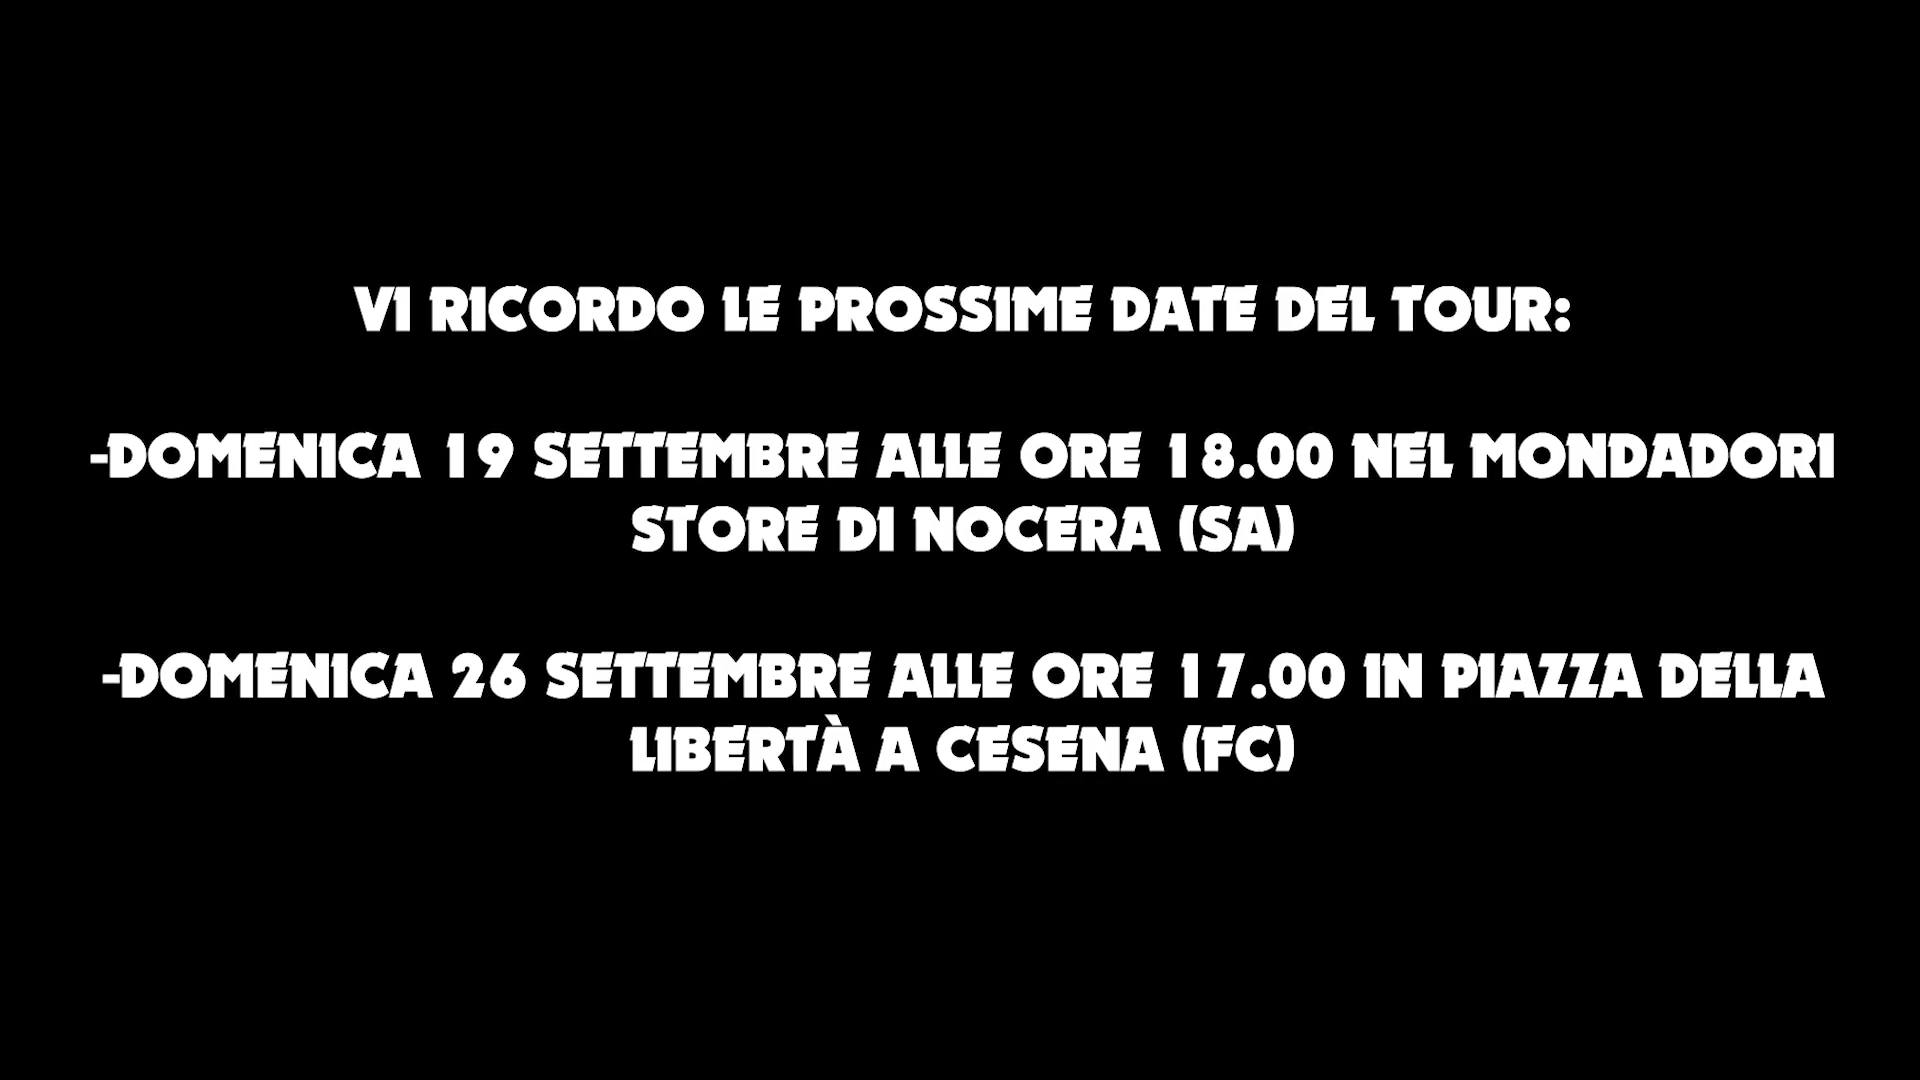 VI RICORDO LE PROSSIME DATE DEL TOUR:
-DOMENICA 19 SETTEMBRE ALLE ORE 18.00 NEL MONDADORI
STORE DI NOCERA (SA)
-DOMENICA 26 SETTEMBRE ALLE ORE 17.00 IN PIAZZA DELLA
LIBERTÀ A CESENA (FC)